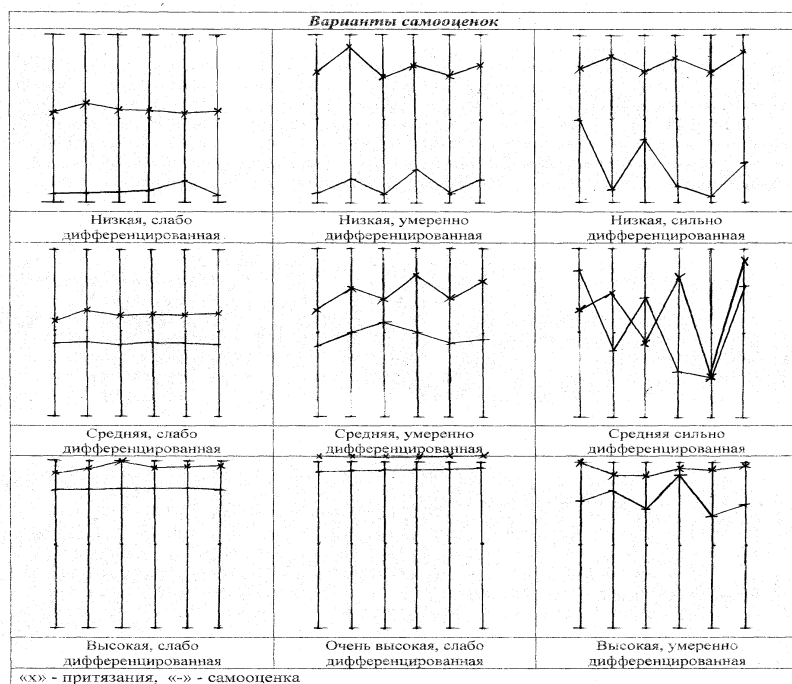 Варианты самооценок
Низкая, слабо
дифференцированная
Низкая, умеренно
дифференцированная
Низкая, сильно
дифференцированная
Средняя, слабо
дифференцированная
Средняя, умеренно
дифференцированная
Средняя сильно
дифференцированная
Высокая, слабо
дифференцированная
Очень высокая, слабо
дифференцированная
Высокая, умеренно
дифференцированная
«х» - притязания, «-» - самооценка